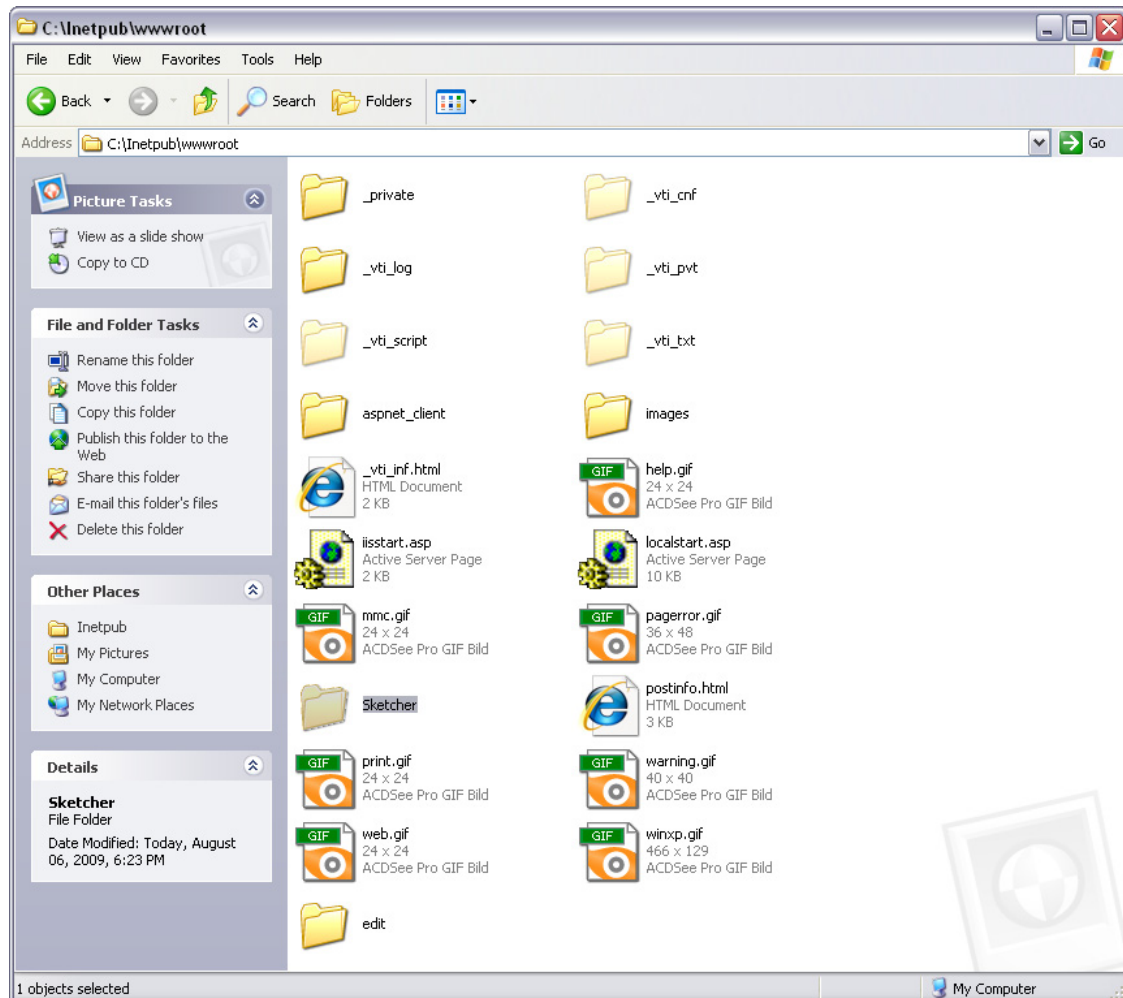 C:\Inetpub\wwwroot
File Edit View Favorites Tools Help
Back Search Folders
Address C:\Inetpub\wwwroot Go
Picture Tasks
View as a slide show
Copy to CD
File and Folder Tasks
Rename this folder
Move this folder
Copy this folder
Publish this folder to the
Web
Share this folder
E-mail this folder's files
Delete this folder
Other Places
Inetpub
My Pictures
My Computer
My Network Places
Details
Sketcher
File Folder
Date Modified: Today, August
06, 2009, 6:23 PM
_private
_vti_cnf
_vti_log
_vti_pvt
_vti_script
_vti_txt
aspnet_client
images
_vti_inf.html
HTML Document
2 KB
GIF
help.gif
24 x 24
ACDSee Pro GIF Bild
iisstart.asp
Active Server Page
2 KB
localstart.asp
Active Server Page
10 KB
GIF
mmc.gif
24 x 24
ACDSee Pro GIF Bild
GIF
pagerror.gif
36 x 48
ACDSee Pro GIF Bild
Sketcher
postinfo.html
HTML Document
3 KB
GIF
print.gif
24 x 24
ACDSee Pro GIF Bild
GIF
warning.gif
40 x 40
ACDSee Pro GIF Bild
GIF
web.gif
24 x 24
ACDSee Pro GIF Bild
GIF
winxp.gif
466 x 129
ACDSee Pro GIF Bild
edit
1 objects selected
My Computer